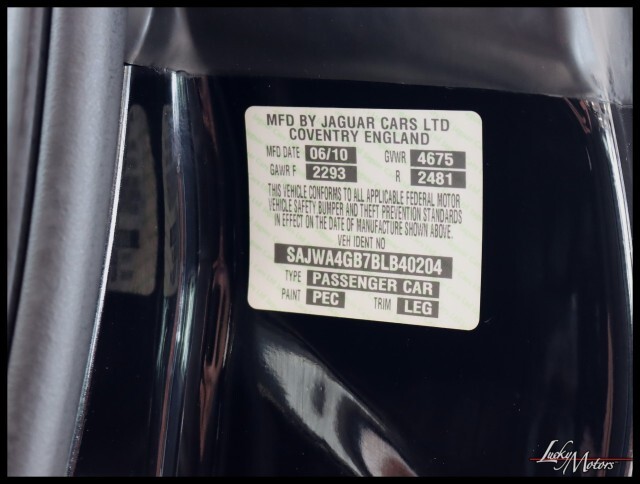 MFD BY JAGUAR CARS LTD
COVENTRY ENGLAND
MFD DATE 06/10 GVWR 4675
GAWR F 2293 R 2481
THIS VEHICLE CONFORMS TO ALL APPLICABLE FEDERAL MOTOR
VEHICLE SAFETY BUMPER AND THEFT PREVENTION STANDARDS
IN EFFECT ON THE DATE OF MANUFACTURE SHOWN ABOVE.
VEH IDENT NO
SAJWA4GB7BLB40204
TYPE PASSENGER CAR
PAINT PEC TRIM LEG
Lucky Motors